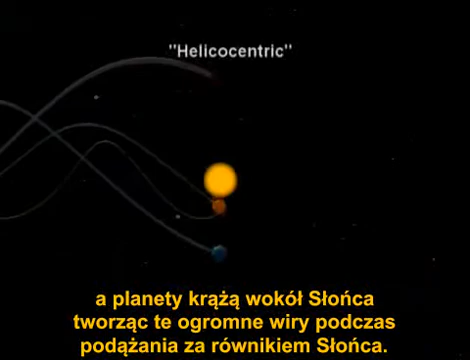 "Helicocentric"
a planety krążą wokół Słońca
tworząc te ogromne wiry podczas
podążania za równikiem Słońca.